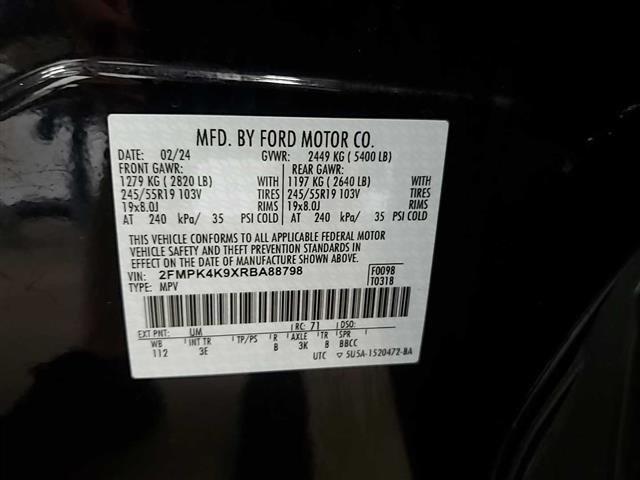 MFD. BY FORD MOTOR CO.
DATE: 02/24 GVWR: 2449 KG ( 5400 LB)
FRONT GAWR: REAR GAWR:
1279 KG ( 2820 LB) WITH 1197 KG ( 2640 LB) WITH
245/55R19 103V TIRES 245/55R19 103V TIRES
19x8.0J RIMS 19x8.0J RIMS
AT 240 kPa/ 35 PSI COLD AT 240 kPa/ 35 PSI COLD
THIS VEHICLE CONFORMS TO ALL APPLICABLE FEDERAL MOTOR
VEHICLE SAFETY AND THEFT PREVENTION STANDARDS IN
EFFECT ON THE DATE OF MANUFACTURE SHOWN ABOVE.
VIN: 2FMPK4K9XRBA88798 F0098
TYPE: MPV T0318
EXT PNT: UM RC: 71 DSO:
WB INT TR TP/PS R AXLE TR SPR
112 3E B 3K B BBCC
UTC ▽ 5U5A-1520472-BA